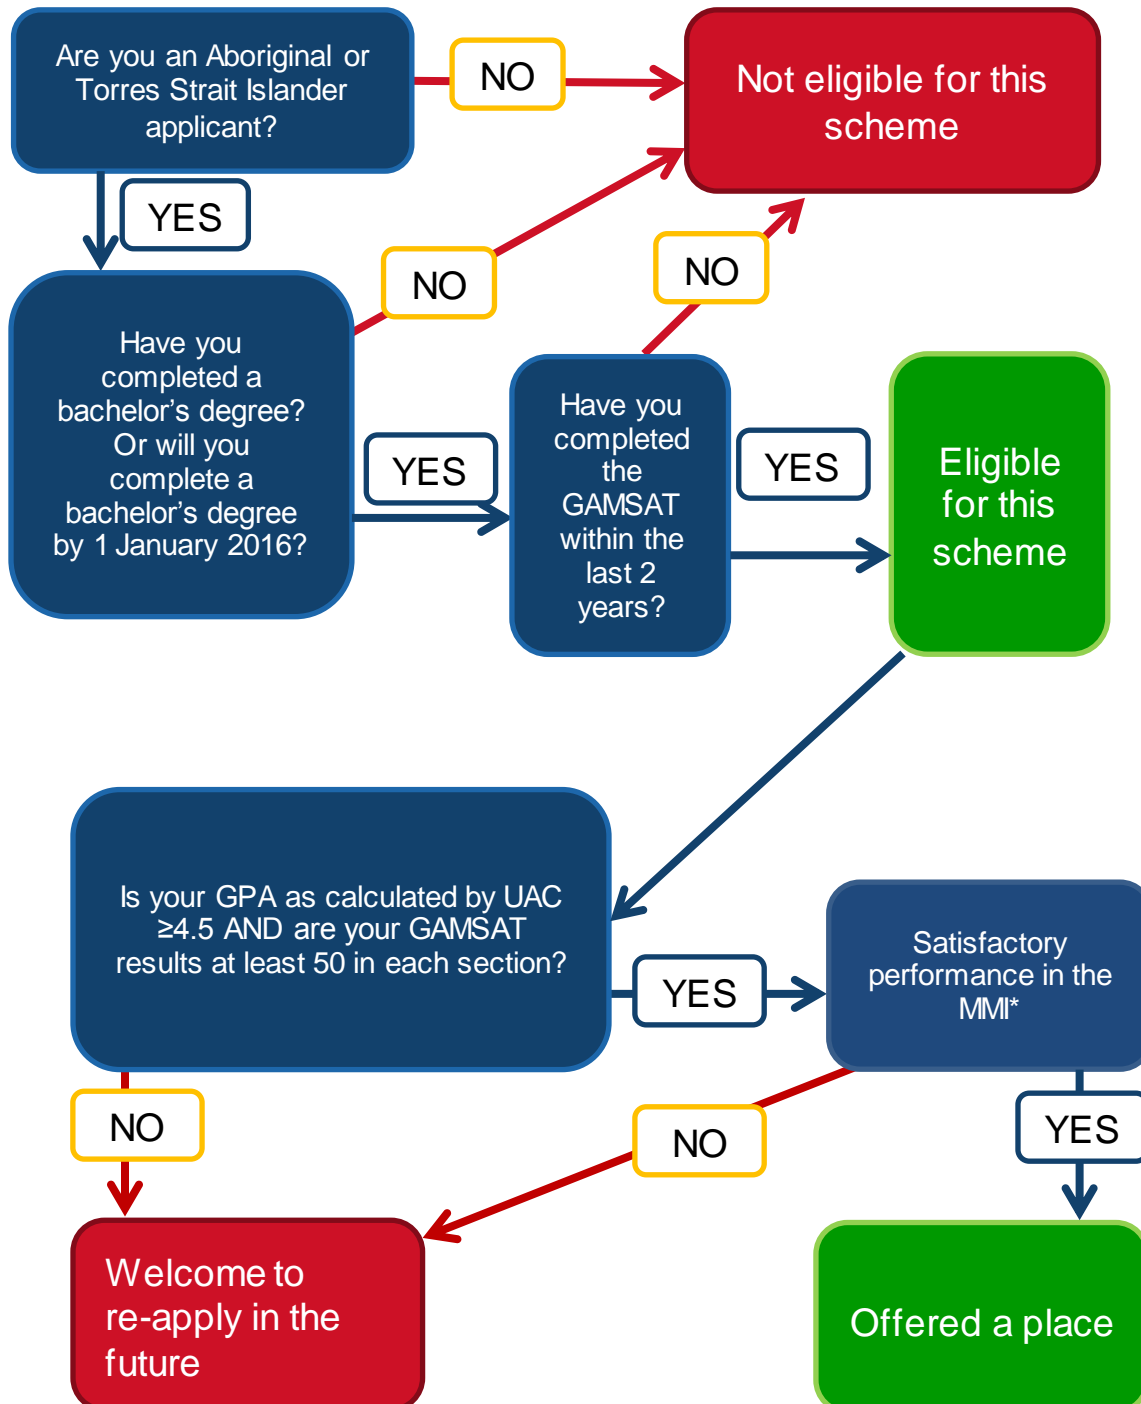 Are you an Aboriginal or
Torres Strait Islander
applicant?
NO
Not eligible for this
scheme
YES
NO
NO
Have you
completed a
bachelor’s degree?
Or will you
complete a
bachelor’s degree
by 1 January 2016?
YES
Have you
completed
the
GAMSAT
within the
last 2
years?
YES
Eligible
for this
scheme
Is your GPA as calculated by UAC
≥4.5 AND are your GAMSAT
results at least 50 in each section?
YES
Satisfactory
performance in the
MMI*
NO
NO
YES
Welcome to
re-apply in the
future
Offered a place